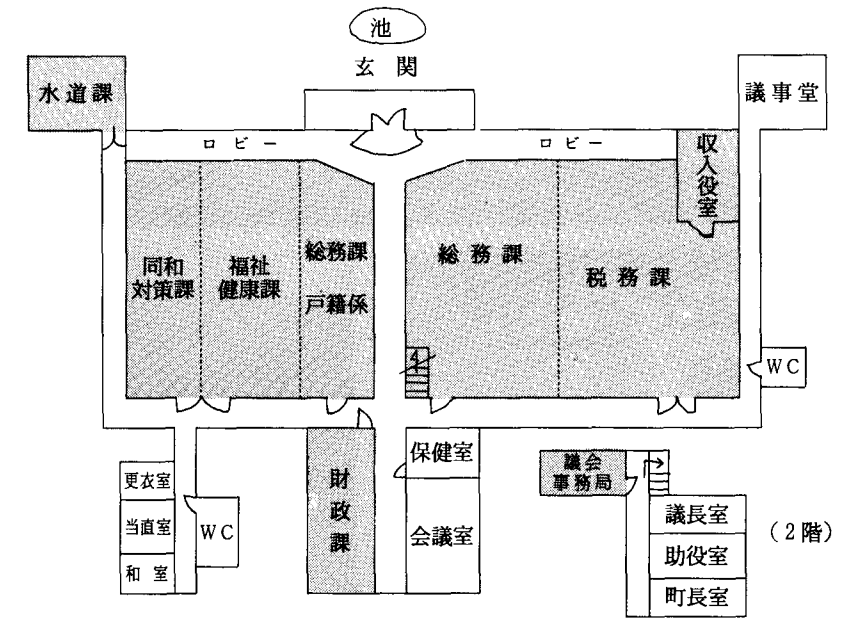 池
玄関
水道課
議事堂
ロビー
ロビー
収入役室
同和
対策課
福祉
健康課
総務課
戸籍係
総務課
税務課
WC
保健室
財政課
会議室
更衣室
当直室
和室
WC
議会
事務局
議長室
助役室
町長室
(2階)